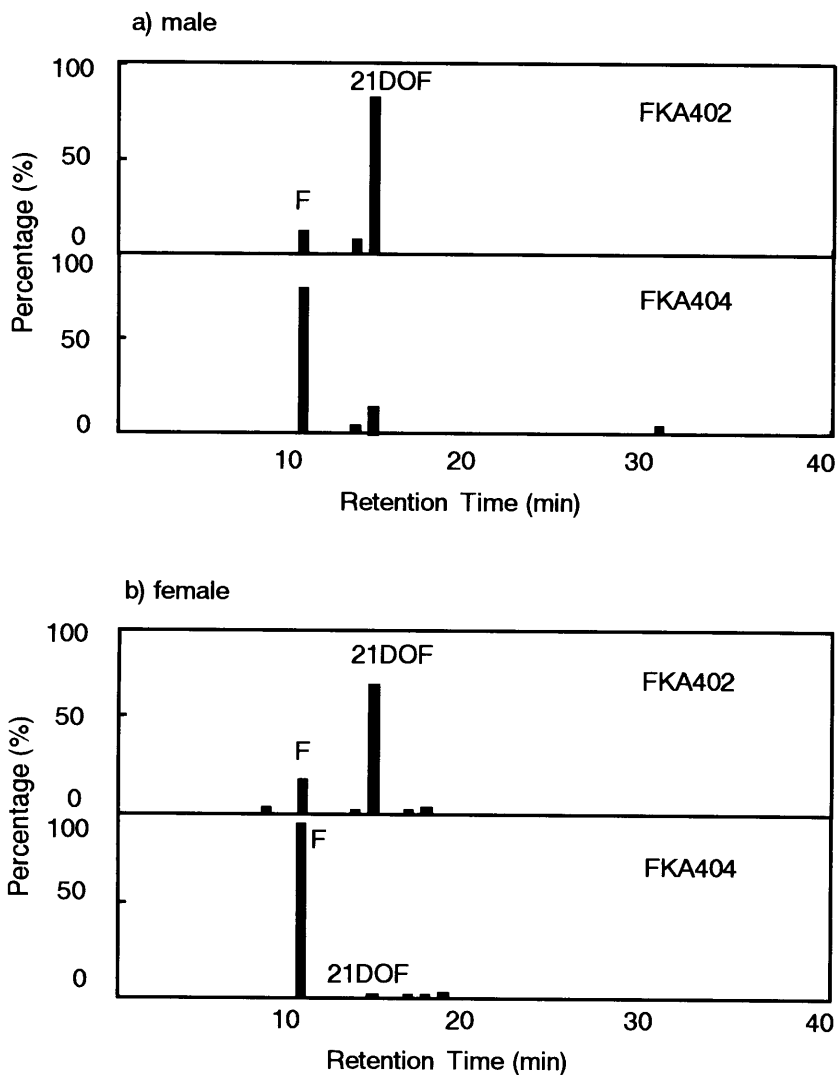 a) male
100
21DOF
FKA402
50
F
0
100
FKA404
50
0
Percentage (%)
10 20 30 40
Retention Time (min)
b) female
100
21DOF
FKA402
50
F
0
100
F
FKA404
50
21DOF
0
Percentage (%)
10 20 30 40
Retention Time (min)